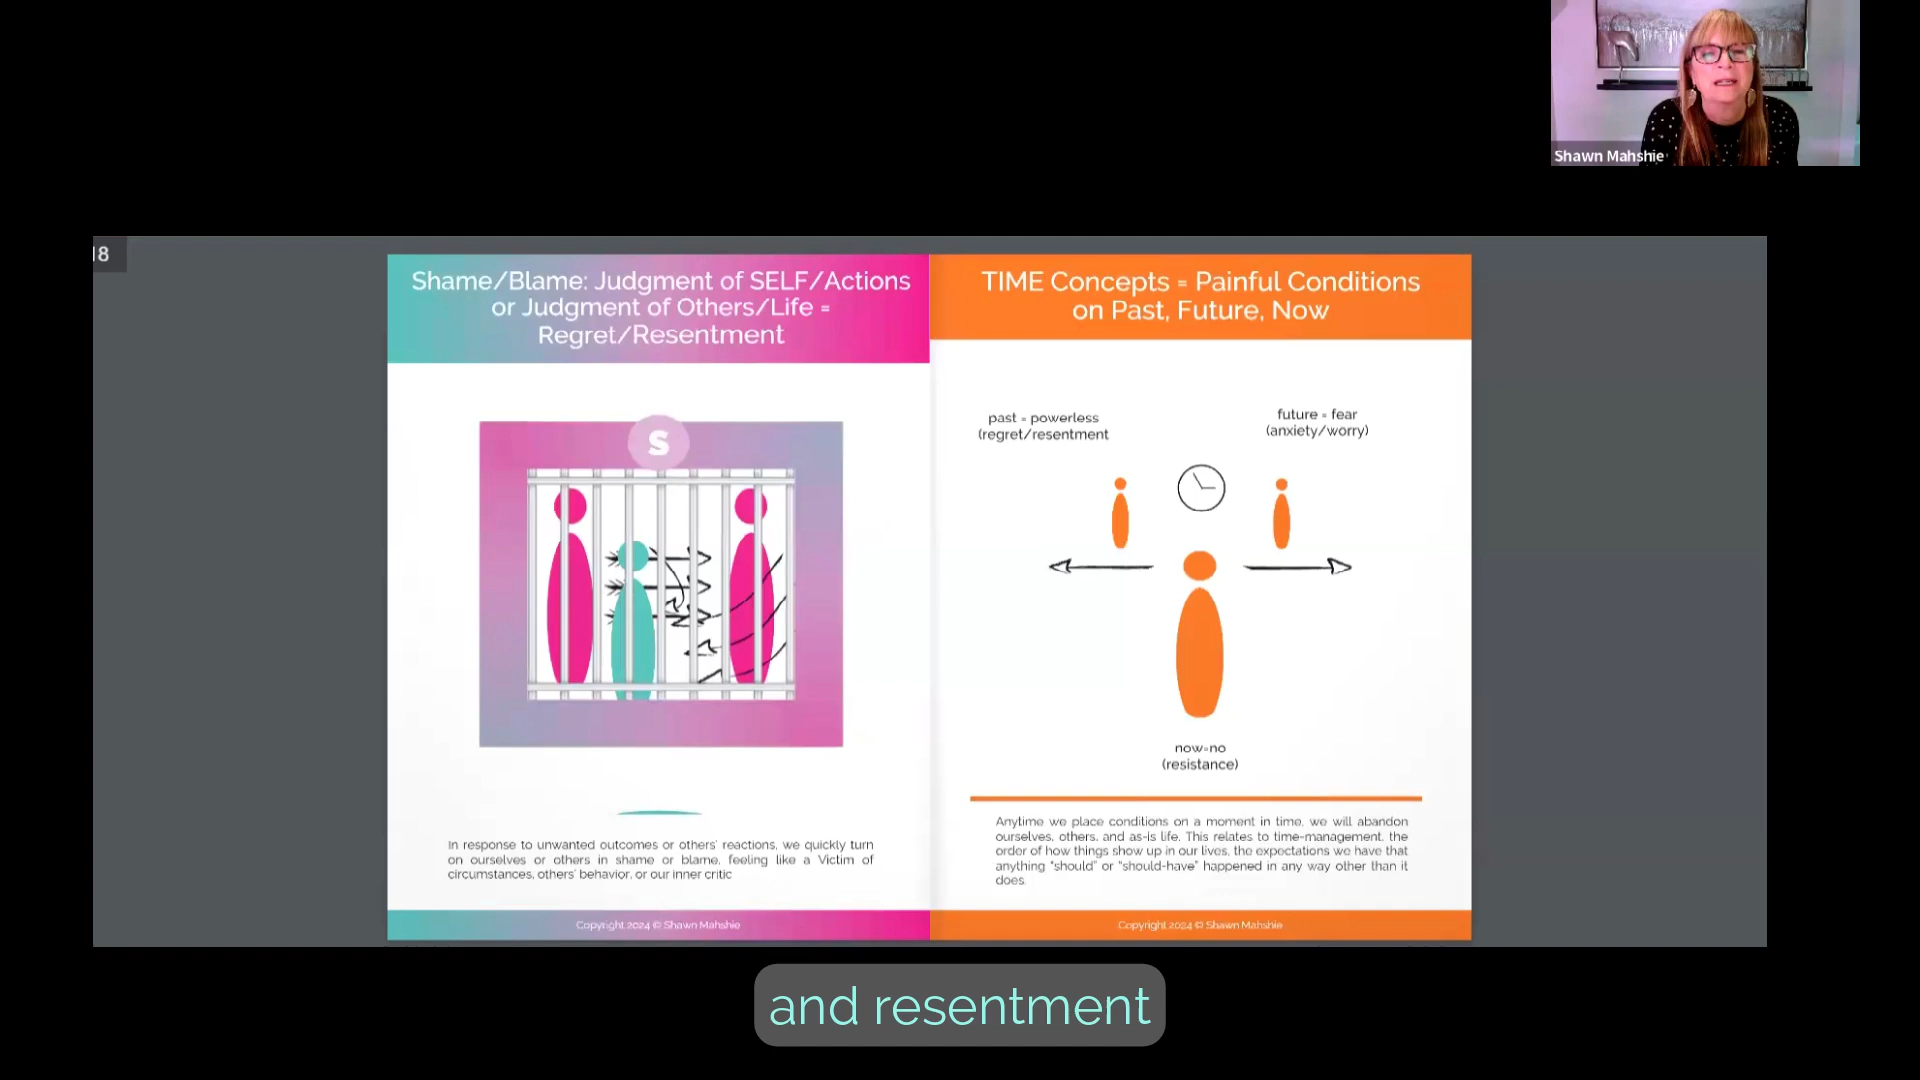 Shawn Mahshie
18
Shame/Blame: Judgment of SELF/Actions
or Judgment of Others/Life =
Regret/Resentment
S
In response to unwanted outcomes or others' reactions, we quickly turn
on ourselves or others in shame or blame, feeling like a Victim of
circumstances, others' behavior, or our inner critic
Copyright 2024 © Shawn Mahshie
TIME Concepts = Painful Conditions
on Past, Future, Now
past = powerless
(regret/resentment
future = fear
(anxiety/worry)
now=no
(resistance)
Anytime we place conditions on a moment in time, we will abandon
ourselves, others, and as-is life. This relates to time-management, the
order of how things show up in our lives, the expectations we have that
anything "should" or "should-have" happened in any way other than it
does.
Copyright 2024 © Shawn Mahshie
and resentment